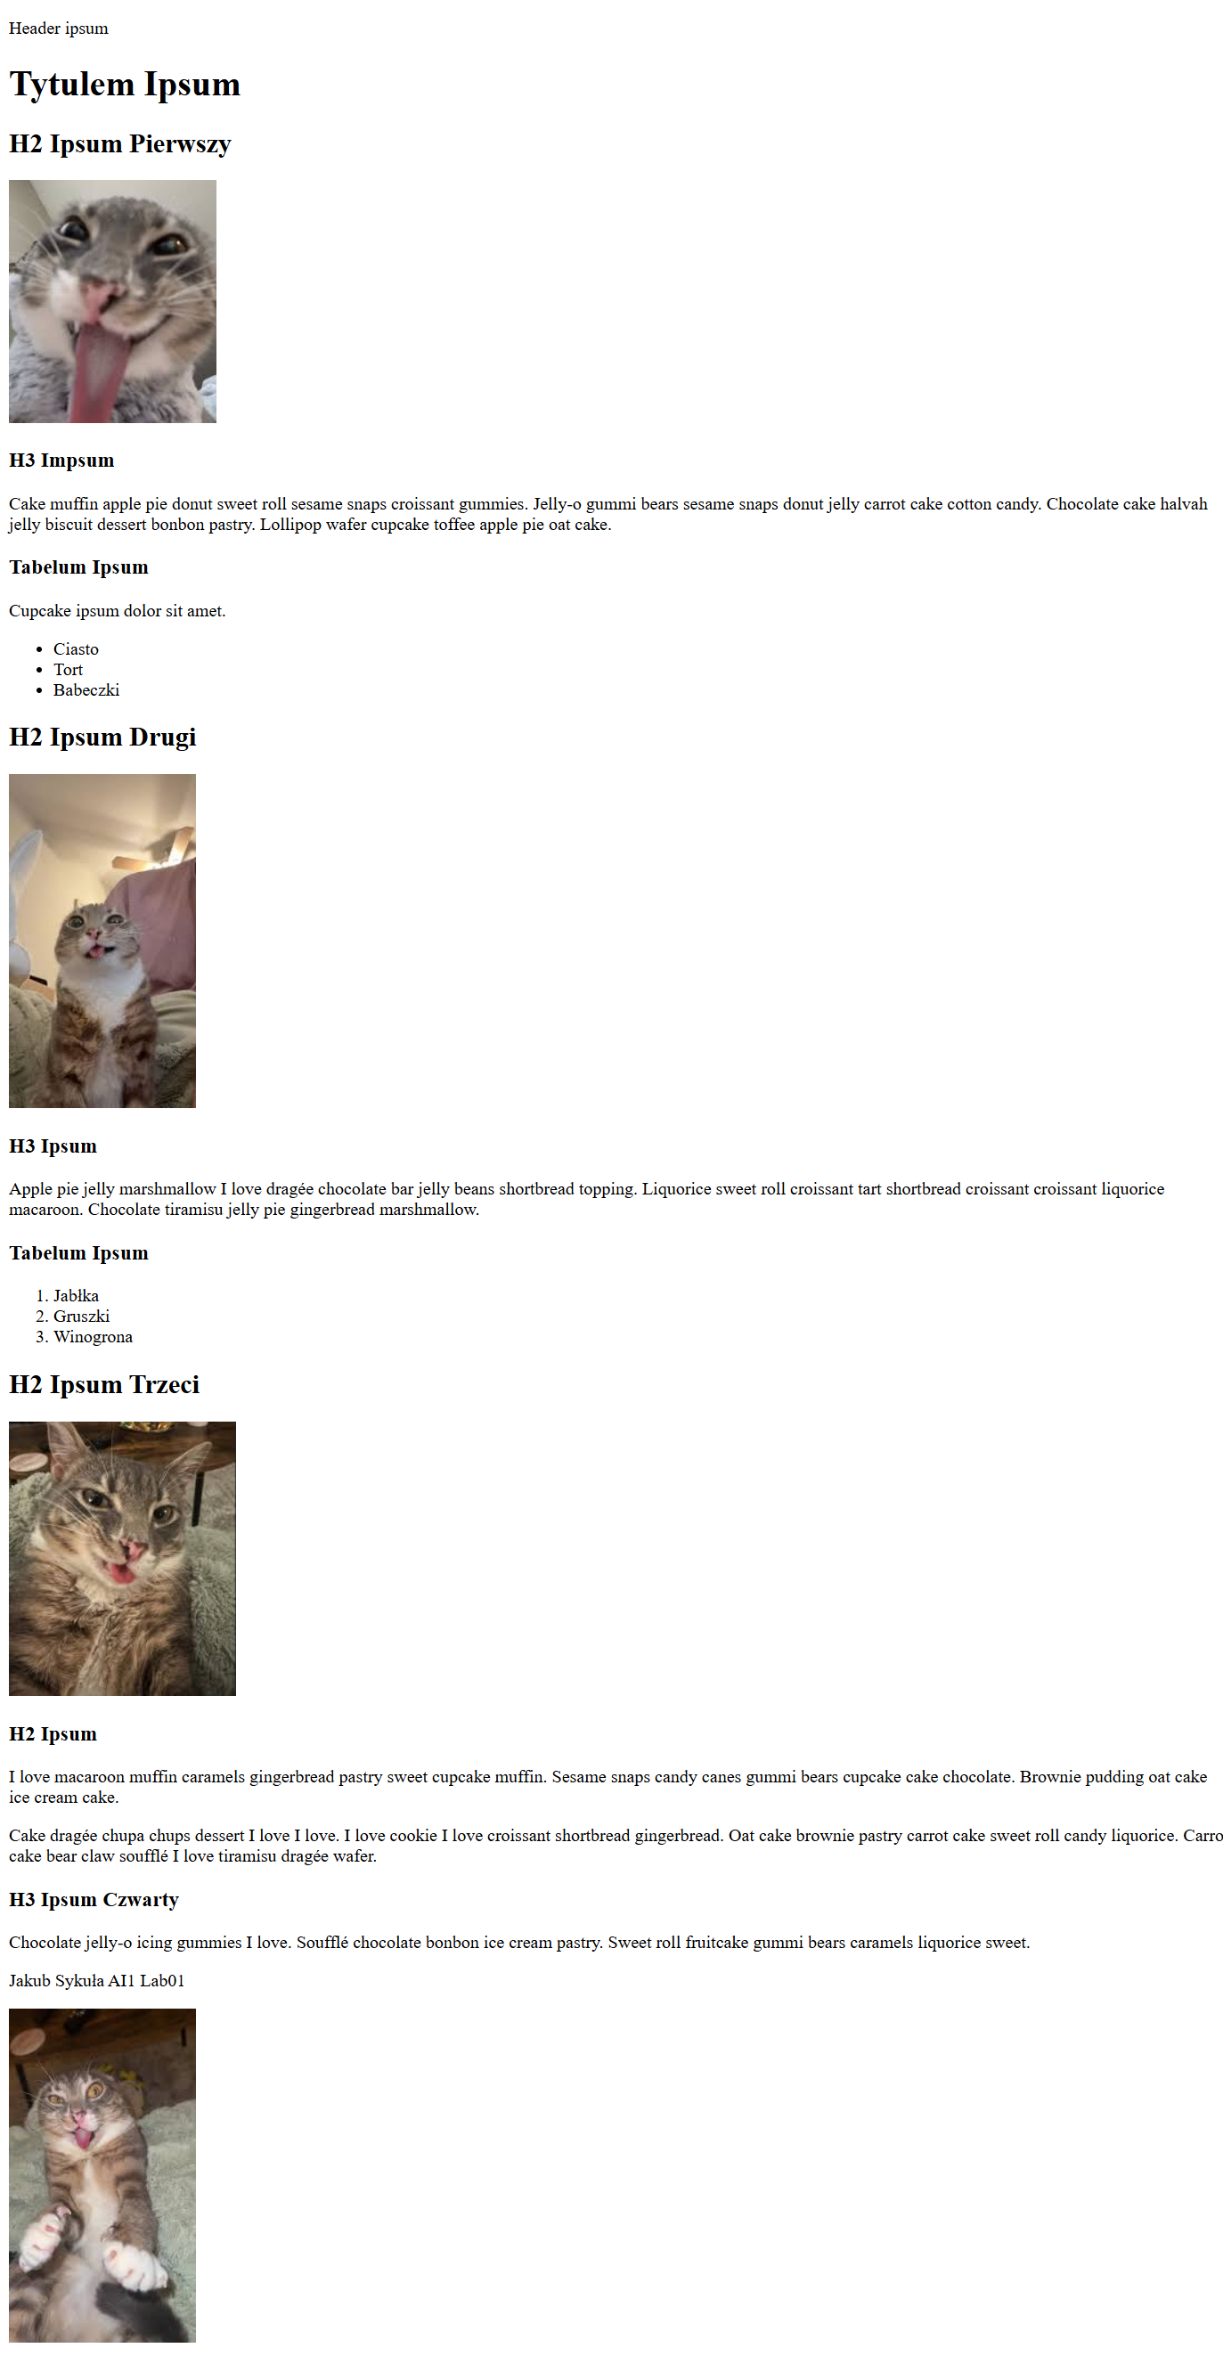 Header ipsum
Tytulem Ipsum
H2 Ipsum Pierwszy
H3 Impsum
Cake muffin apple pie donut sweet roll sesame snaps croissant gummies. Jelly-o gummi bears sesame snaps donut jelly carrot cake cotton candy. Chocolate cake halvah
jelly biscuit dessert bonbon pastry. Lollipop wafer cupcake toffee apple pie oat cake.
Tabelum Ipsum
Cupcake ipsum dolor sit amet.
• Ciasto
• Tort
• Babeczki
H2 Ipsum Drugi
H3 Ipsum
Apple pie jelly marshmallow I love dragée chocolate bar jelly beans shortbread topping. Liquorice sweet roll croissant tart shortbread croissant croissant liquorice
macaroon. Chocolate tiramisu jelly pie gingerbread marshmallow.
Tabelum Ipsum
1. Jabłka
2. Gruszki
3. Winogrona
H2 Ipsum Trzeci
H2 Ipsum
I love macaroon muffin caramels gingerbread pastry sweet cupcake muffin. Sesame snaps candy canes gummi bears cupcake cake chocolate. Brownie pudding oat cake
ice cream cake.
Cake dragée chupa chups dessert I love I love. I love cookie I love croissant shortbread gingerbread. Oat cake brownie pastry carrot cake sweet roll candy liquorice. Carro
cake bear claw soufflé I love tiramisu dragée wafer.
H3 Ipsum Czwarty
Chocolate jelly-o icing gummies I love. Soufflé chocolate bonbon ice cream pastry. Sweet roll fruitcake gummi bears caramels liquorice sweet.
Jakub Sykuła AI1 Lab01